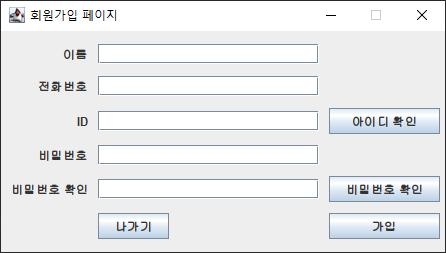 회원가입 페이지
이름
전화번호
ID
아이디 확인
비밀번호
비밀번호 확인
비밀번호 확인
나가기
가입